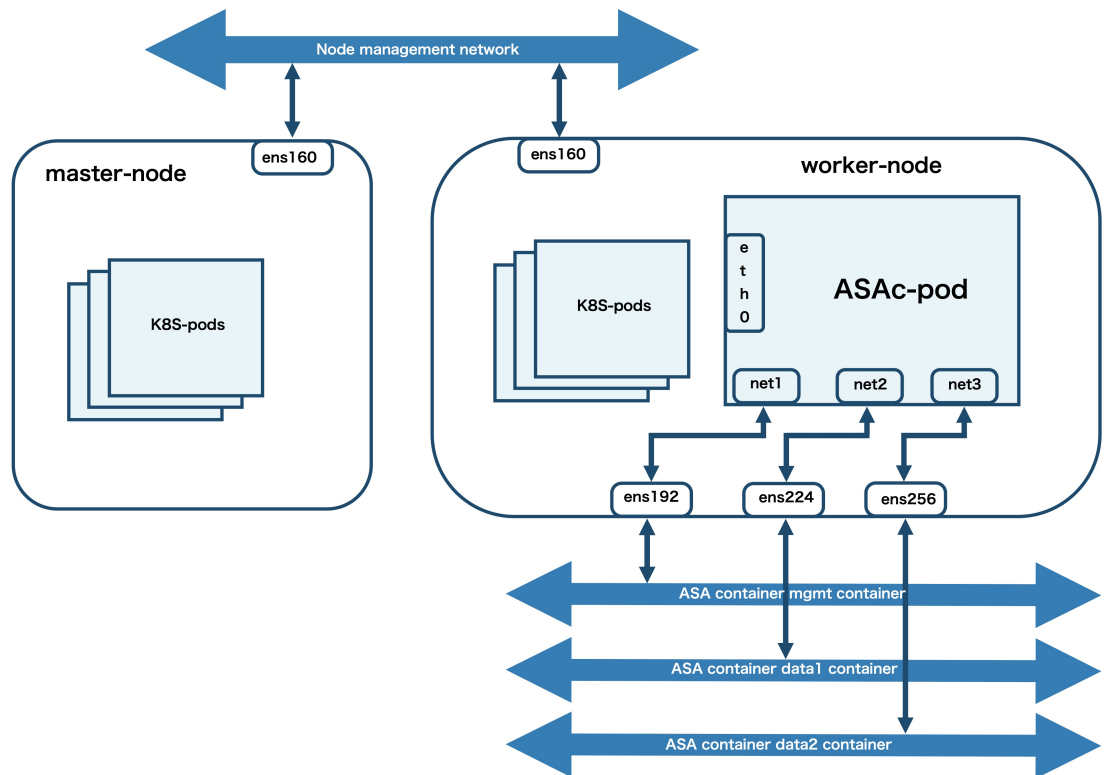 Node management network
ens160
master-node
K8S-pods
ens160
worker-node
K8S-pods
e
t
h
0
ASAc-pod
net1
net2
net3
ens192
ens224
ens256
ASA container mgmt container
ASA container data1 container
ASA container data2 container